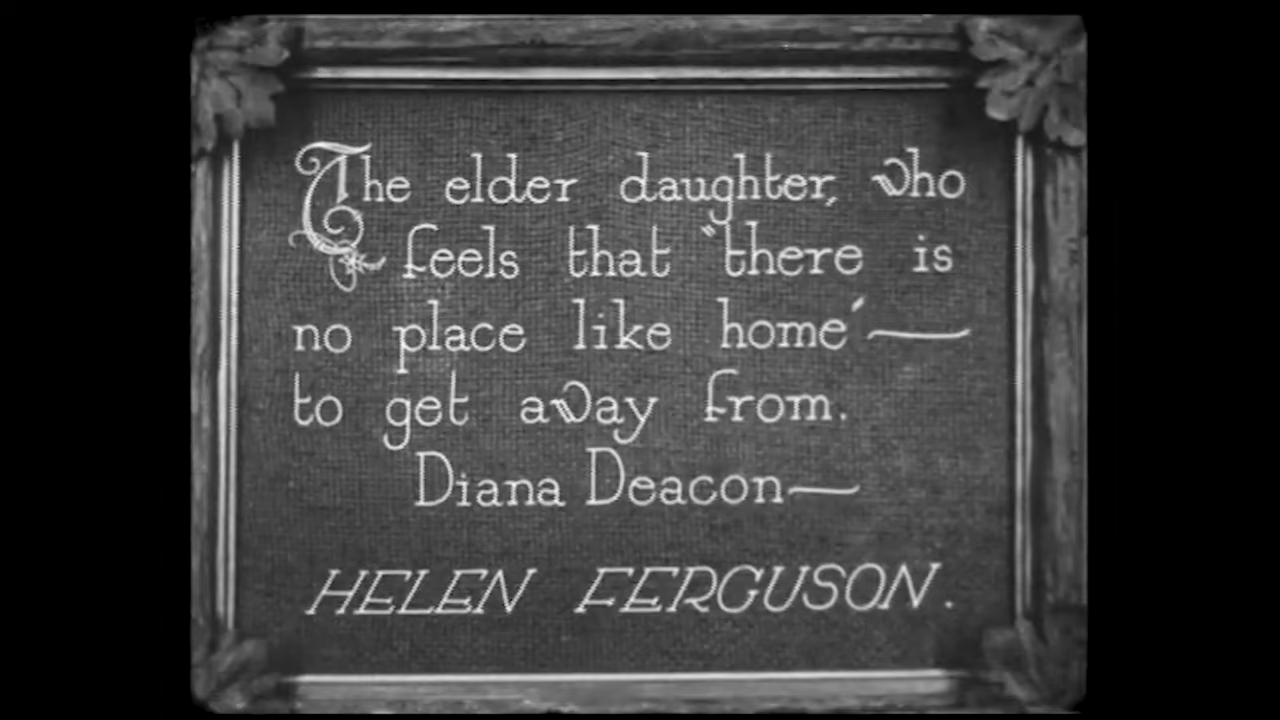 The elder daughter, who
feels that "there is
no place like home"—
to get away from.
Diana Deacon—
HELEN FERGUSON.